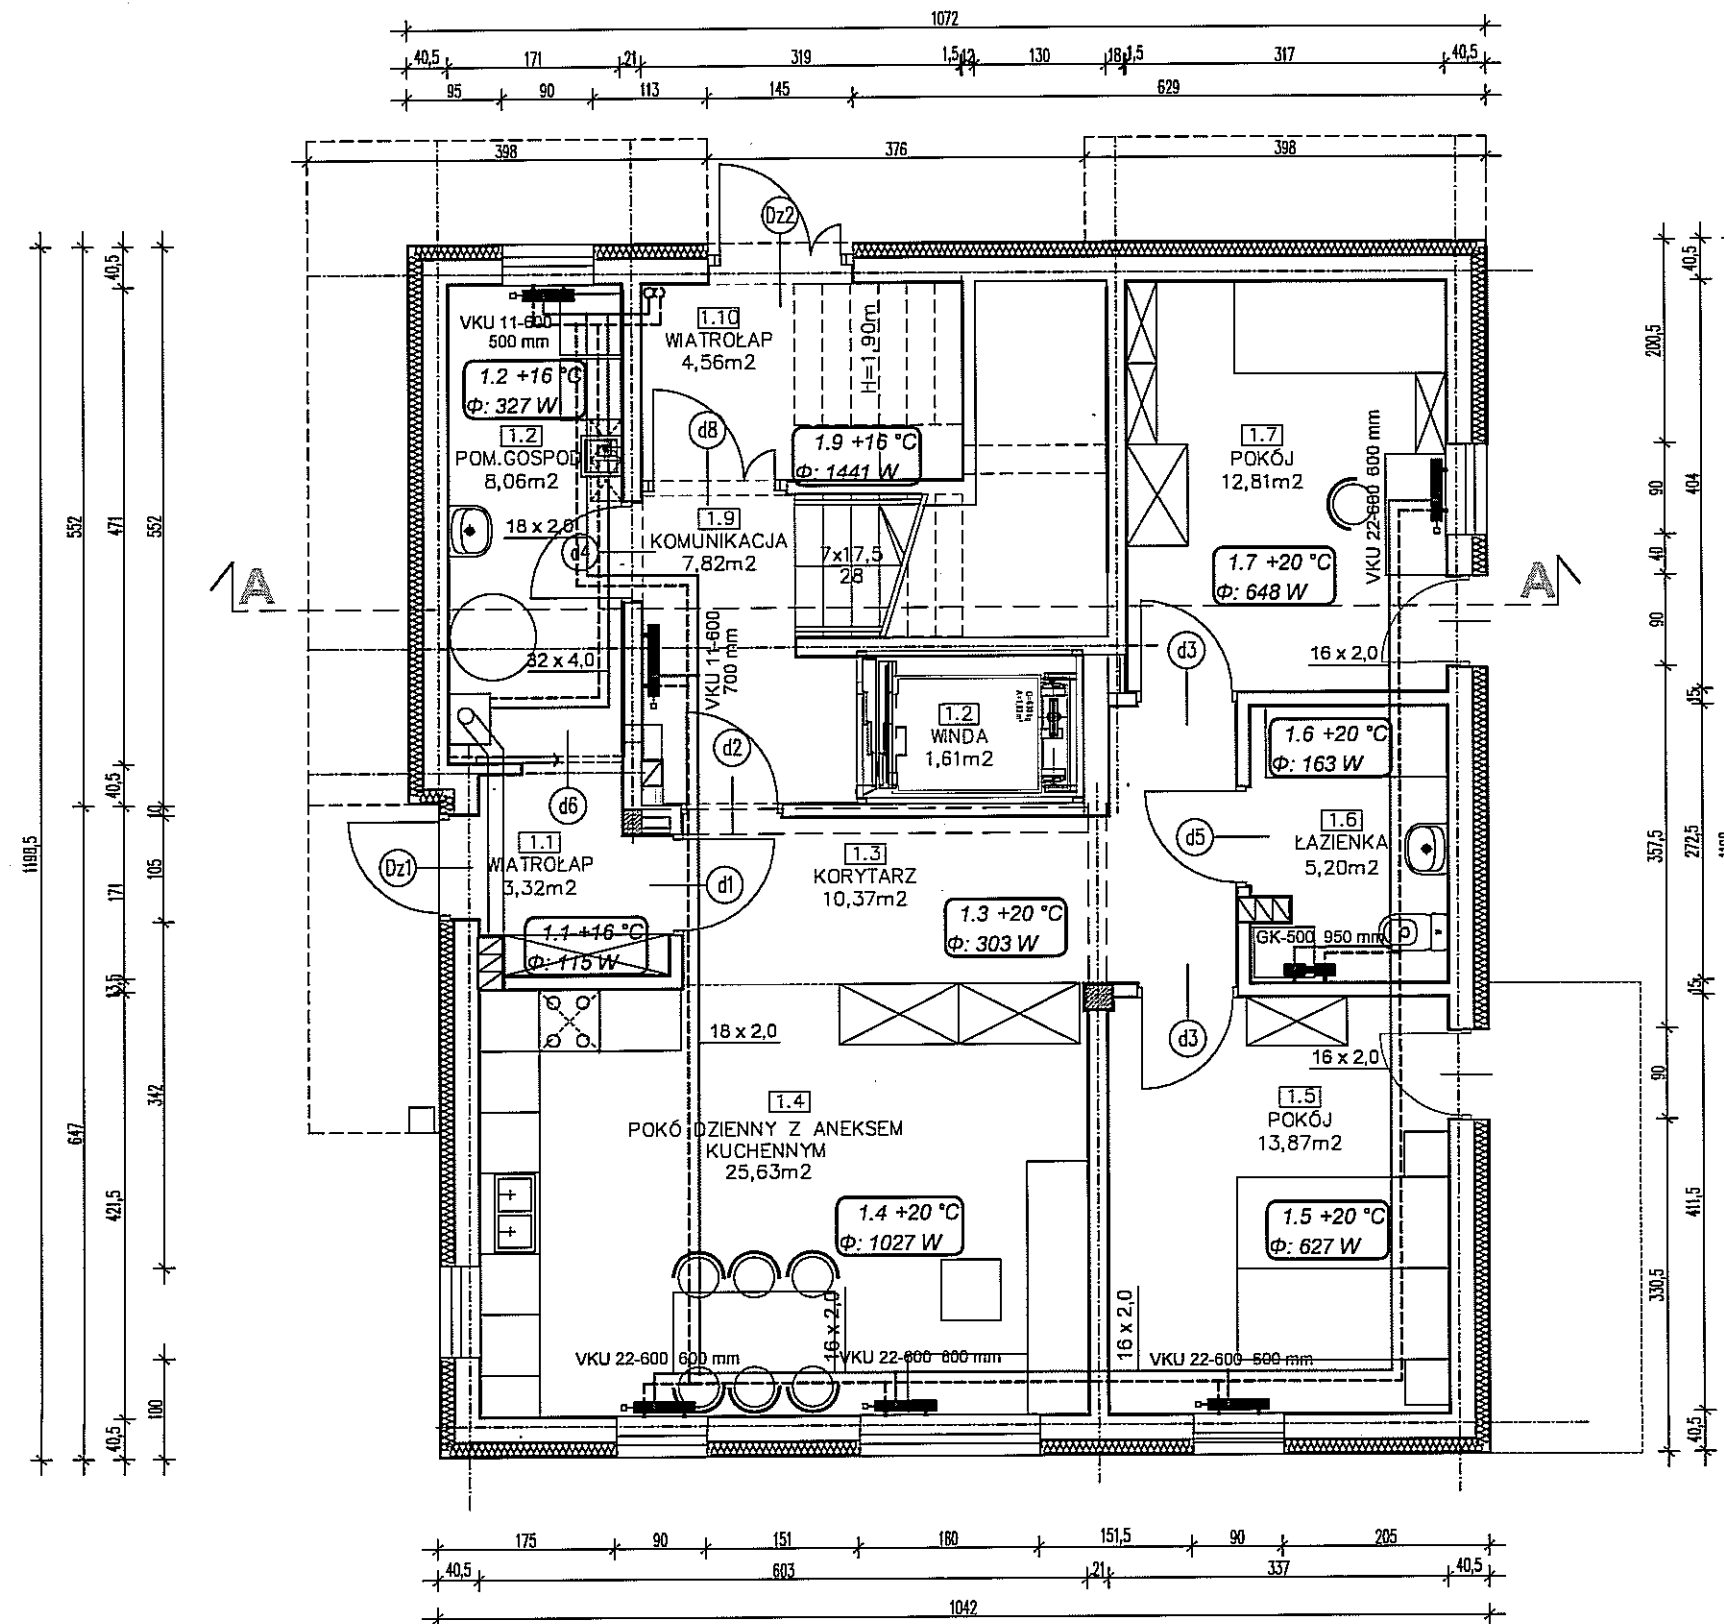 1072
40,5 171 21 319 1,5 12 130 18 1,5 317 40,5
95 90 113 145 629
398 376 398
Dz2
1.10
WIATROŁAP
4,56m2
H=1,90m
VKU 11-600
500 mm
1.2 +16 °C
Φ: 327 W
1.2
POM.GOSPOD
8,06m2
18 x 2,0
d4
32 x 4,0
d8
1.9 +16 °C
Φ: 1441 W
1.9
KOMUNIKACJA
7,82m2
7x17,5
28
VKU 11-600
700 mm
1.7
POKÓJ
12,81m2
VKU 22-600 600 mm
1.7 +20 °C
Φ: 648 W
A
A
d3
16 x 2,0
1.2
WINDA
1,61m2
d2
d6
1.6 +20 °C
Φ: 163 W
1.6
ŁAZIENKA
5,20m2
d5
GK-500 950 mm
Dz1
1.1
WIATROŁAP
3,32m2
d1
1.1 +16 °C
Φ: 115 W
1.3
KORYTARZ
10,37m2
1.3 +20 °C
Φ: 303 W
18 x 2,0
d3
16 x 2,0
1.4
POKÓ DZIENNY Z ANEKSEM
KUCHENNYM
25,63m2
1.4 +20 °C
Φ: 1027 W
1.5
POKÓJ
13,87m2
1.5 +20 °C
Φ: 627 W
16 x 2,0
16 x 2,0
VKU 22-600 600 mm
VKU 22-600 800 mm
VKU 22-600 500 mm
1198,5
552 647
40,5 471 40,5 171 13,5 421,5 40,5
552 10 105 342 100
200,5 90 40 90 357,5 90 330,5
40,5 404 15 272,5 15 411,5 40,5
175 90 151 180 151,5 90 205
40,5 603 21 337 40,5
1042